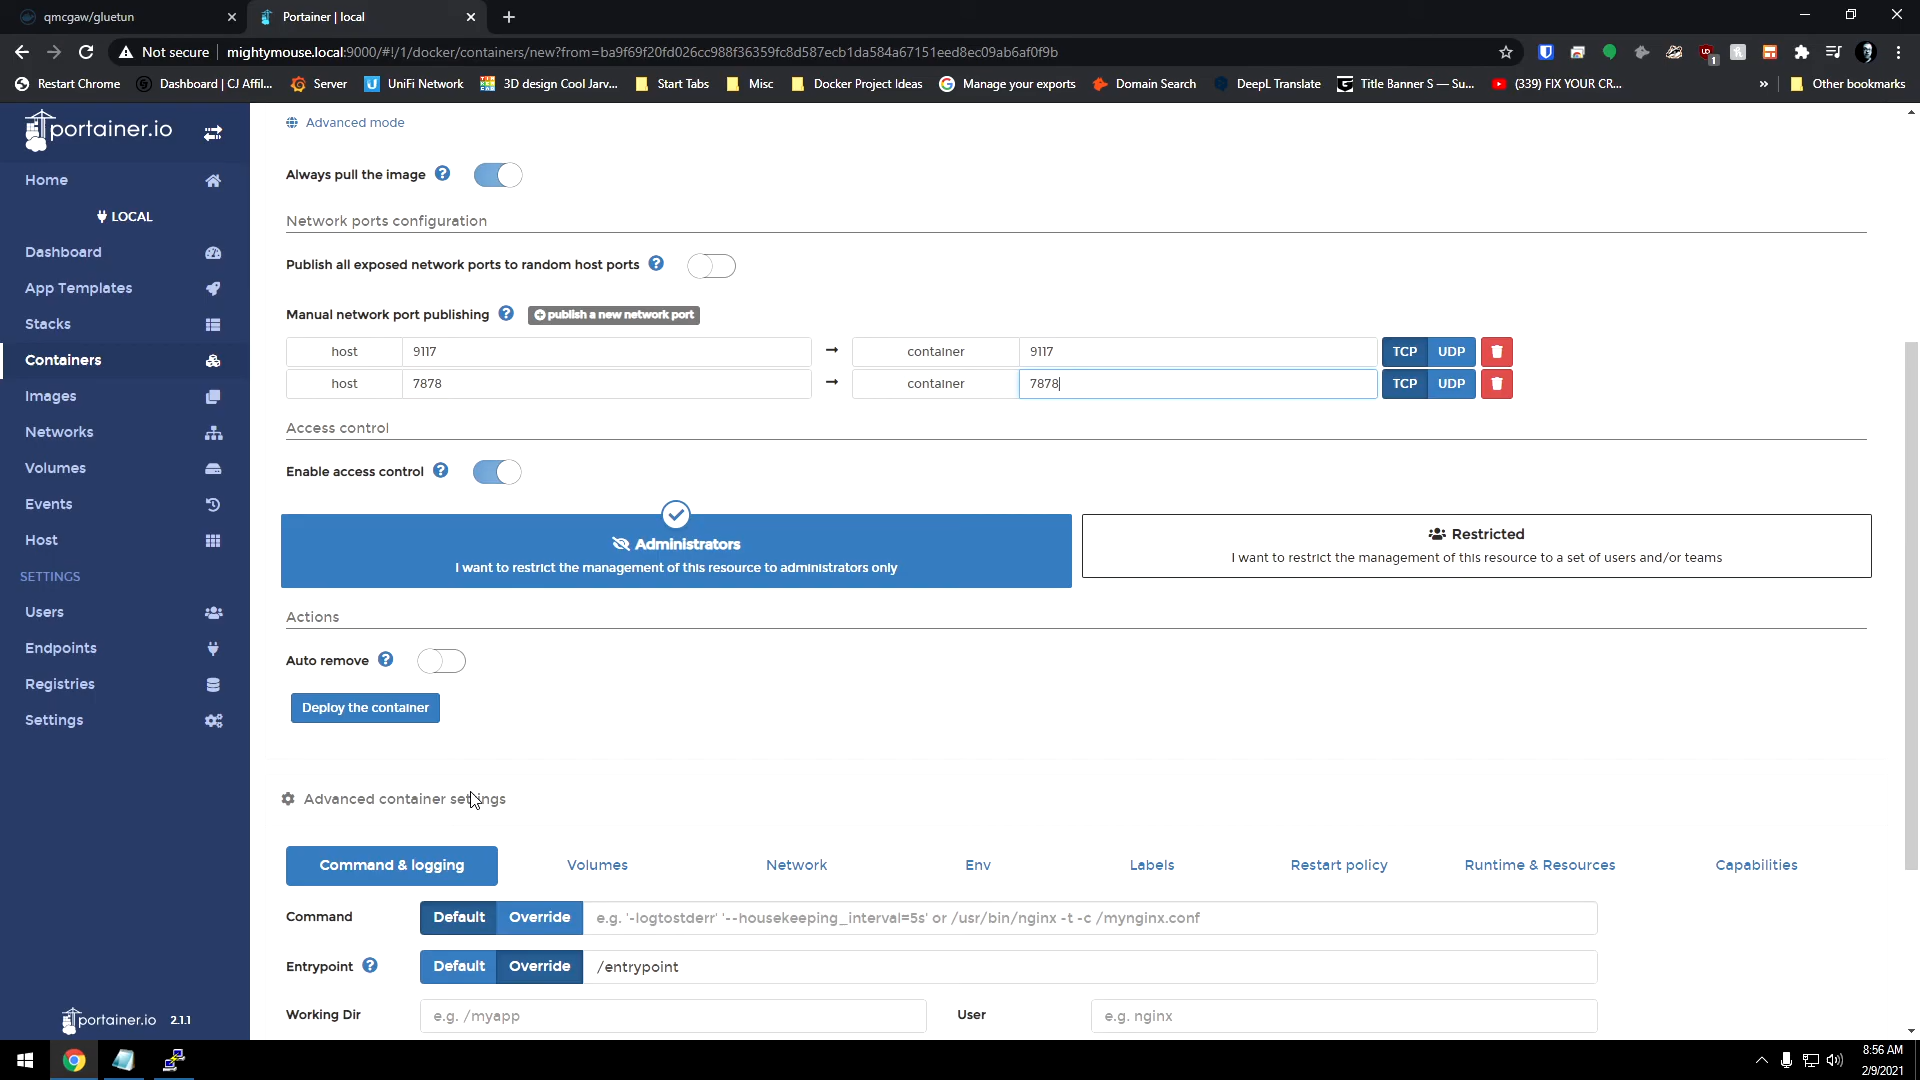 qmcgaw/gluetun
Portainer | local
Not secure
mightymouse.local:9000/#!/1/docker/containers/new?from=ba9f69f20fd026cc988f36359fc8d587ecb1da584a67151eed8ec09ab6af0f9b
1
Restart Chrome
Dashboard | CJ Affil...
Server
UniFi Network
3D design Cool Jarv...
Start Tabs
Misc
Docker Project Ideas
Manage your exports
Domain Search
DeepL Translate
Title Banner S — Su...
(339) FIX YOUR CR...
»
Other bookmarks
portainer.io
Home
LOCAL
Dashboard
App Templates
Stacks
Containers
Images
Networks
Volumes
Events
Host
SETTINGS
Users
Endpoints
Registries
Settings
portainer.io 2.1.1
Advanced mode
Always pull the image
Network ports configuration
Publish all exposed network ports to random host ports
Manual network port publishing publish a new network port
host 9117 → container 9117 TCP UDP
host 7878 → container 7878 TCP UDP
Access control
Enable access control
Administrators
I want to restrict the management of this resource to administrators only
Restricted
I want to restrict the management of this resource to a set of users and/or teams
Actions
Auto remove
Deploy the container
Advanced container settings
Command & logging Volumes Network Env Labels Restart policy Runtime & Resources Capabilities
Command Default Override e.g. '-logtostderr' '--housekeeping_interval=5s' or /usr/bin/nginx -t -c /mynginx.conf
Entrypoint Default Override /entrypoint
Working Dir e.g. /myapp User e.g. nginx
8:56 AM
2/9/2021